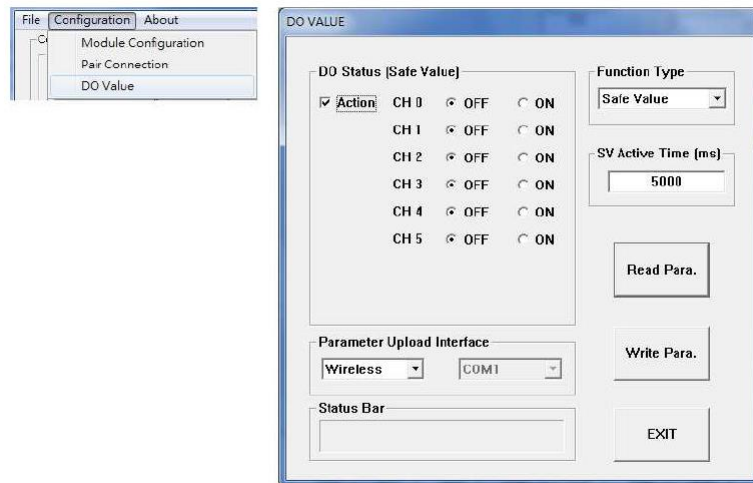 File Configuration About
Module Configuration
Pair Connection
DO Value
DO VALUE
DO Status (Safe Value)
Action CH 0 OFF ON
CH 1 OFF ON
CH 2 OFF ON
CH 3 OFF ON
CH 4 OFF ON
CH 5 OFF ON
Function Type
Safe Value
SV Active Time (ms)
5000
Read Para.
Parameter Upload Interface
Wireless COM1
Write Para.
Status Bar
EXIT